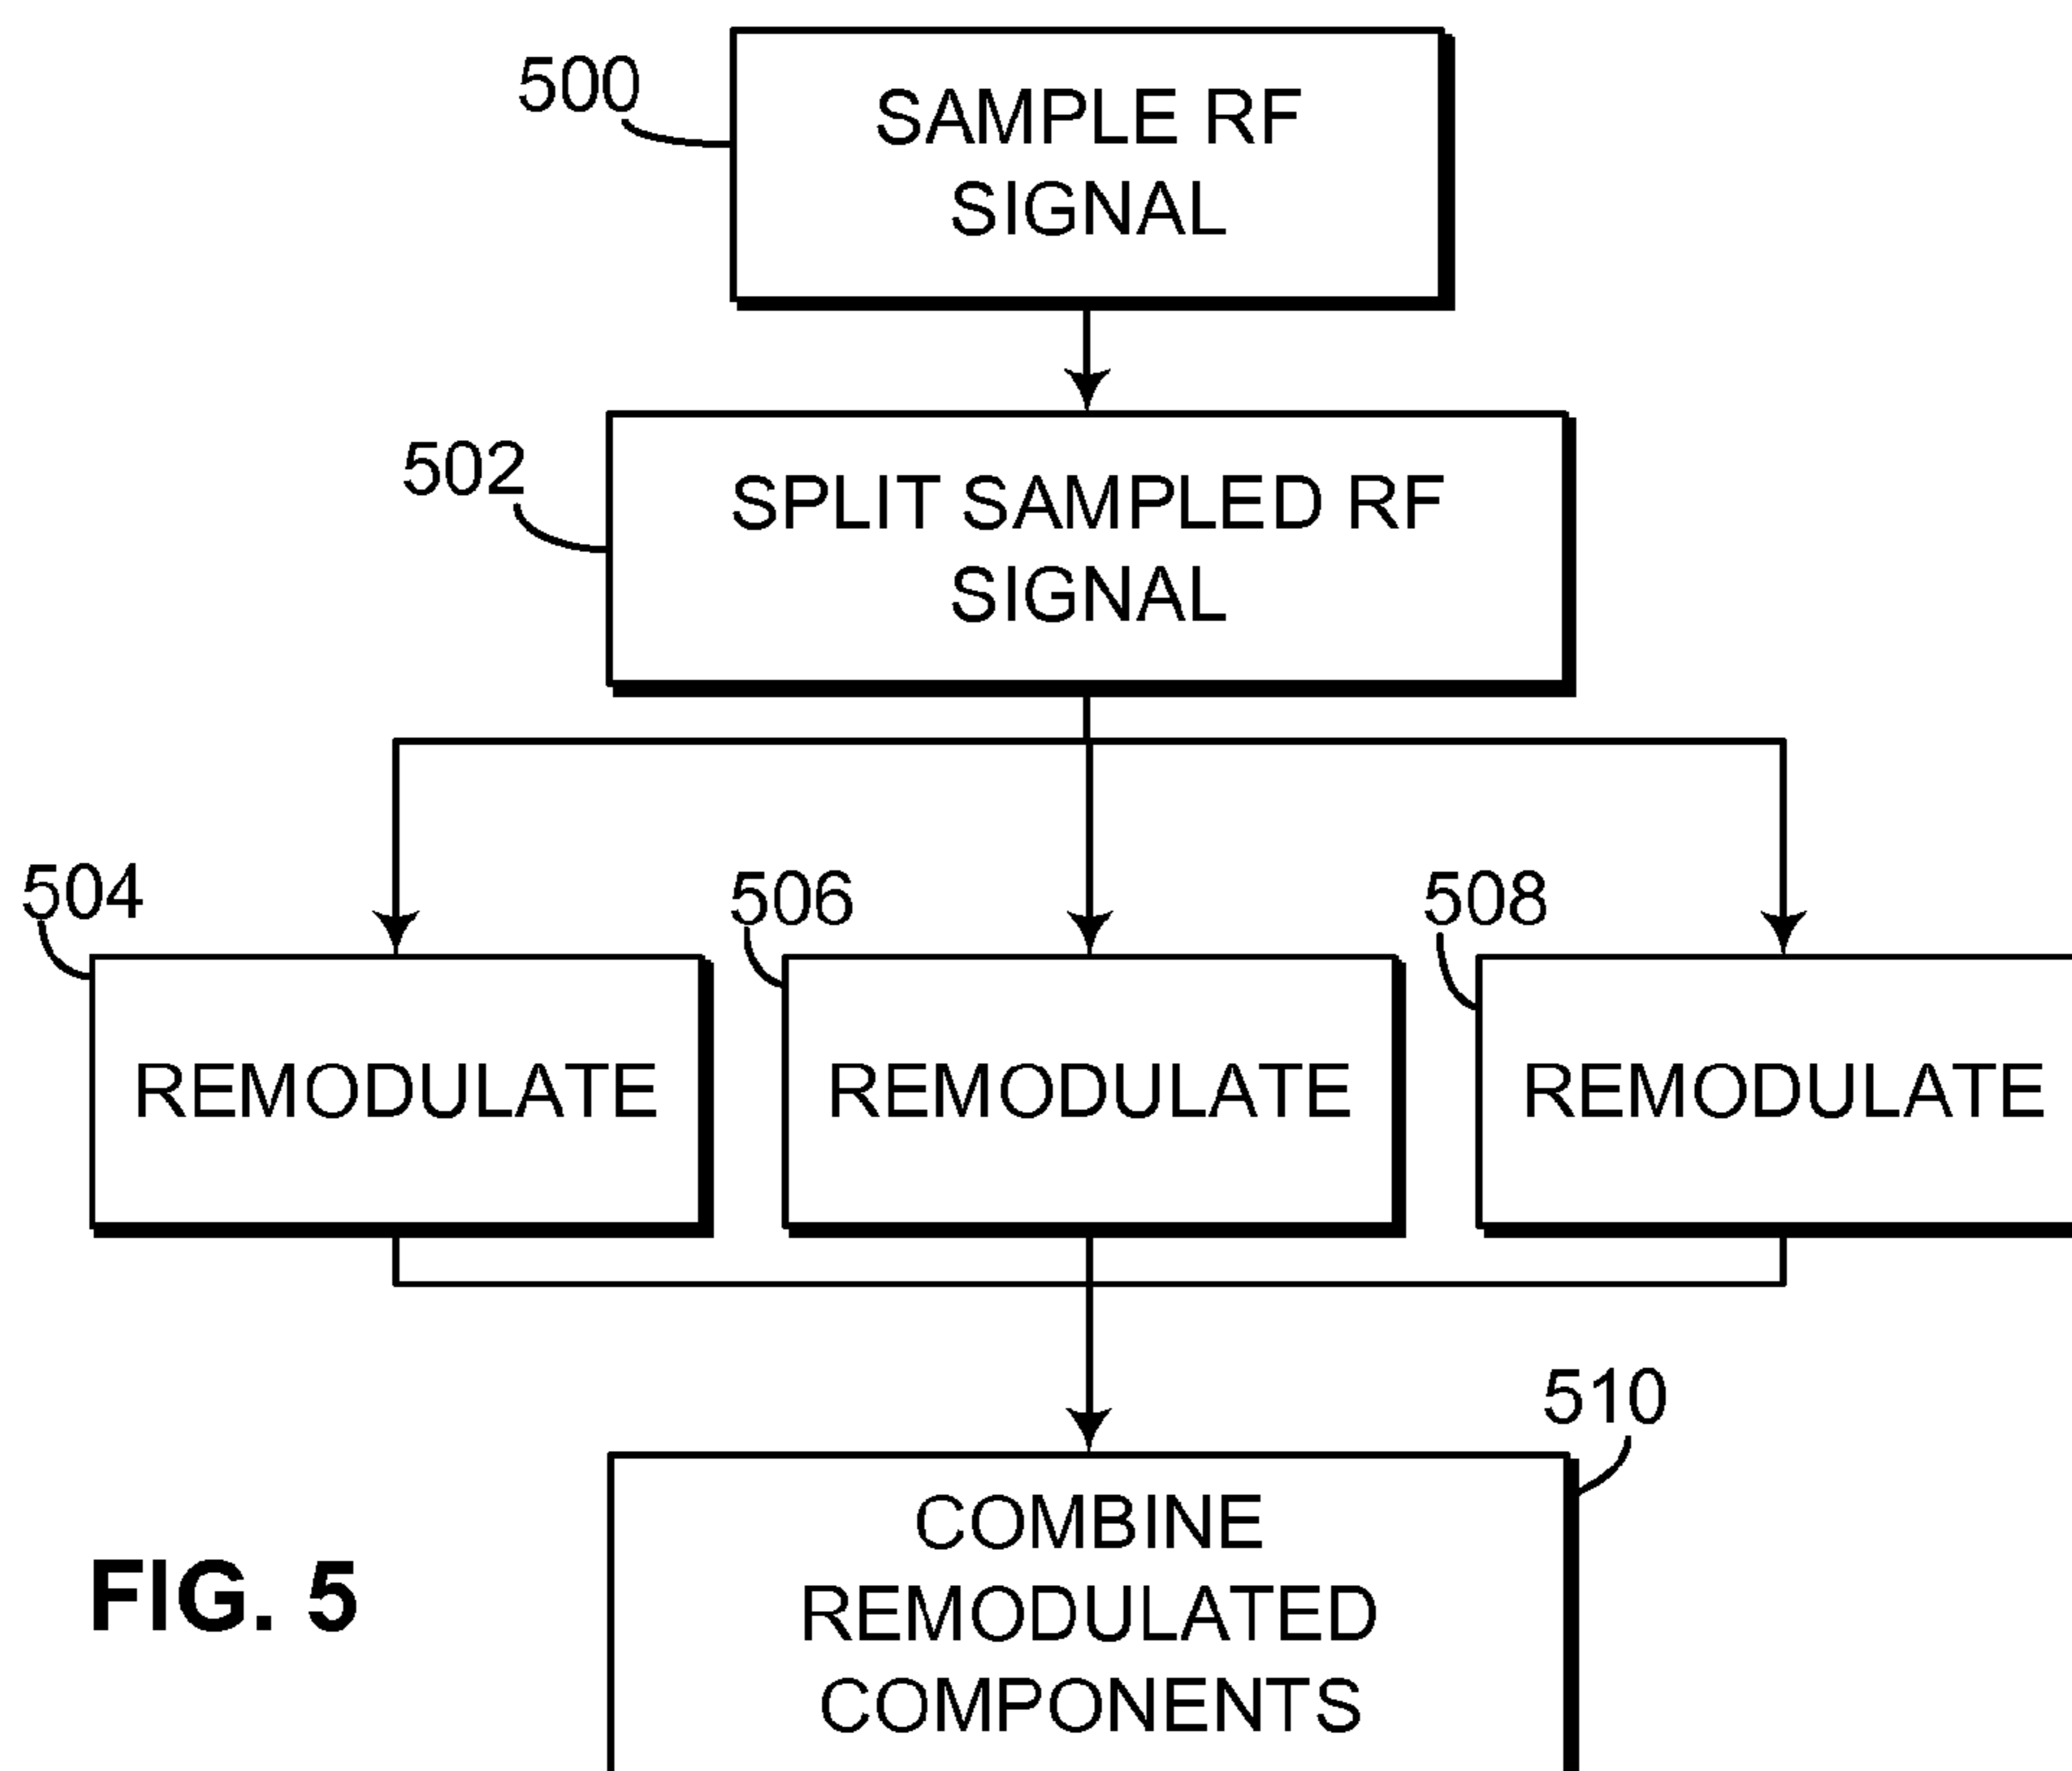 500
SAMPLE RF
SIGNAL
502
SPLIT SAMPLED RF
SIGNAL
504
506
508
REMODULATE
REMODULATE
REMODULATE
510
COMBINE
REMODULATED
COMPONENTS
FIG. 5